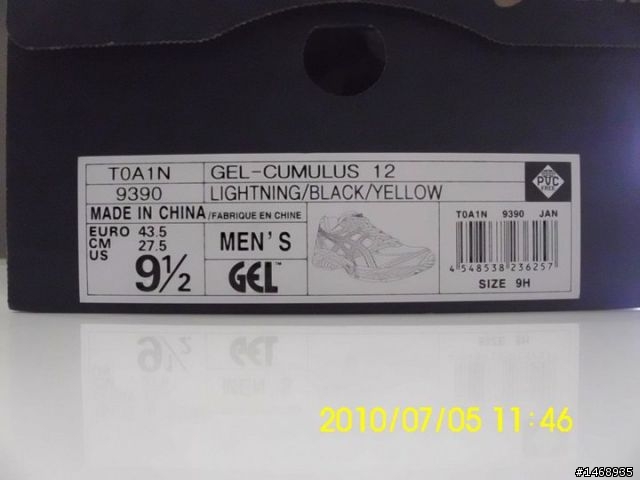 T0A1N GEL-CUMULUS 12
9390 LIGHTNING/BLACK/YELLOW
MADE IN CHINA/FABRIQUE EN CHINE
EURO 43.5
CM 27.5
US 9½
MEN'S
GEL™
PVC
FREE
T0A1N 9390 JAN
4 548538 236257
SIZE 9H
2010/07/05 11:46
#1468935